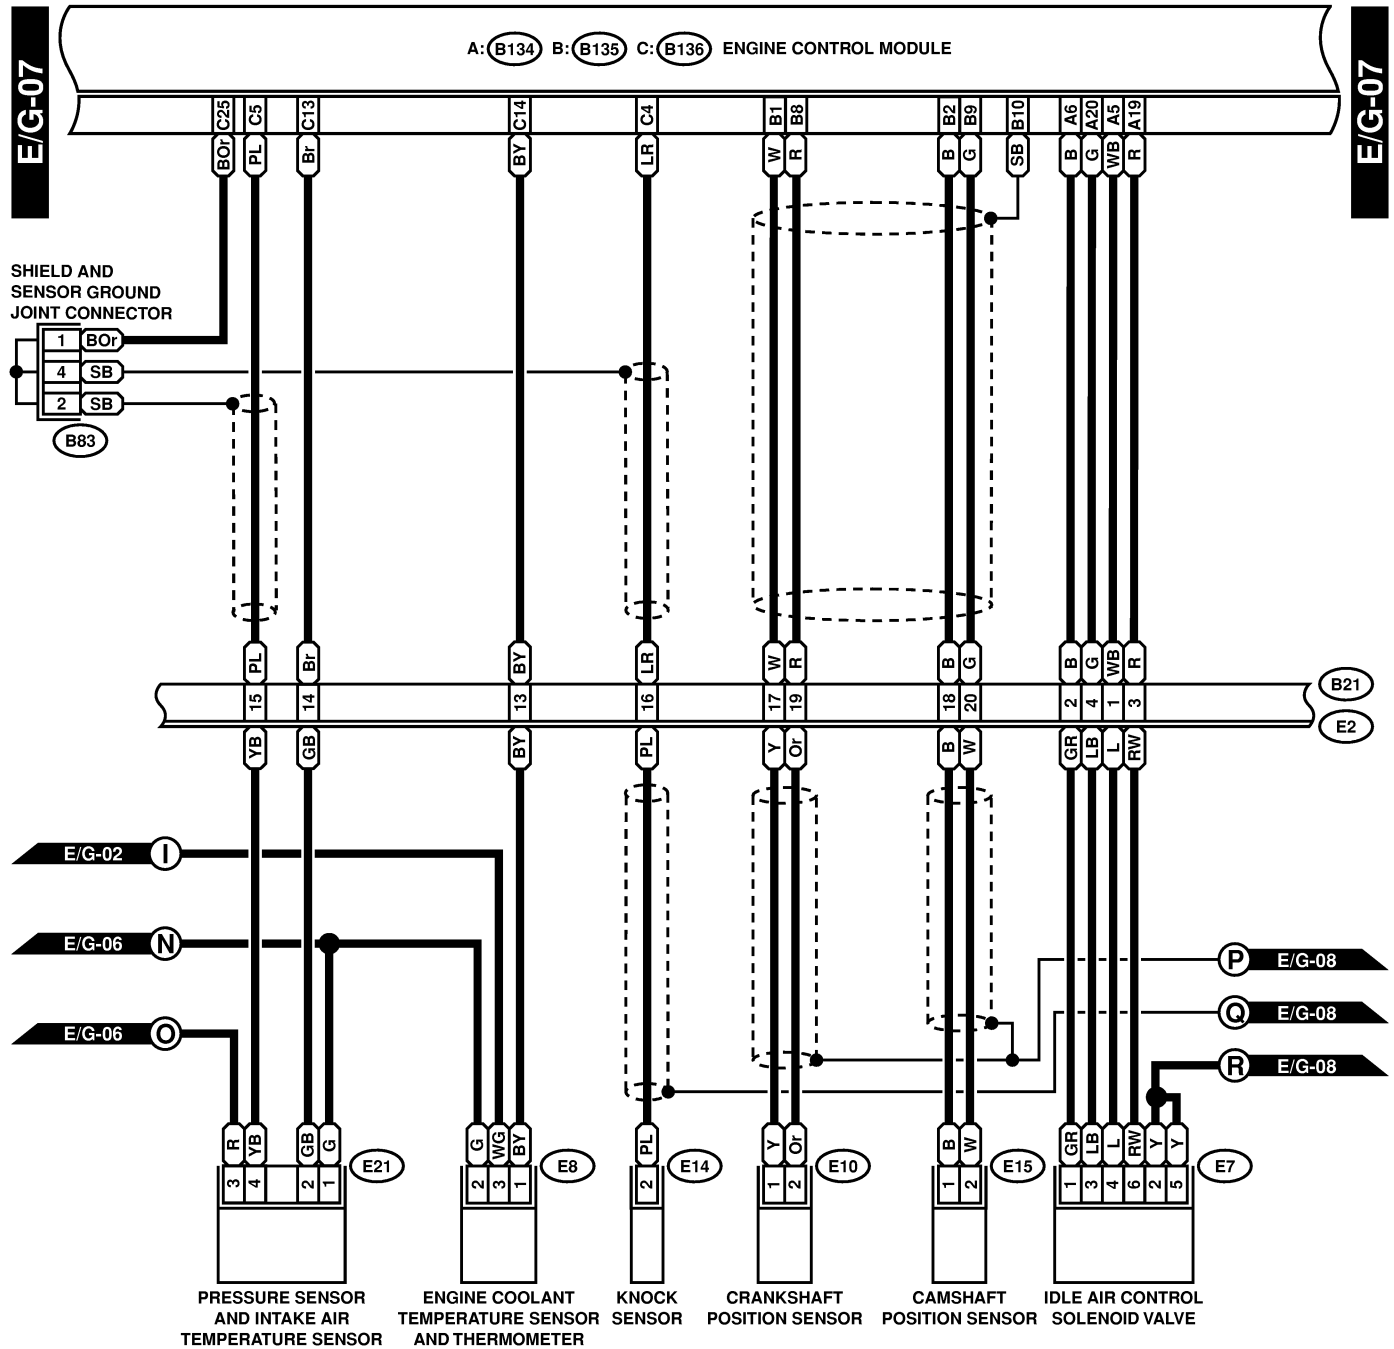 E/G-07
E/G-07
A: B134 B: B135 C: B136 ENGINE CONTROL MODULE
C25 C5 C13 C14 C4 B1 B8 B2 B9 B10 A6 A20 A5 A19
BOr PL Br BY LR W R B G SB B G WB R
SHIELD AND
SENSOR GROUND
JOINT CONNECTOR
1 BOr
4 SB
2 SB
B83
PL Br BY LR W R B G B G WB R
15 14 13 16 17 19 18 20 2 4 1 3
B21
E2
YB GB BY PL Y Or B W GR LB L RW
E/G-02 I
E/G-06 N
P E/G-08
Q E/G-08
E/G-06 O
R E/G-08
R YB GB G G WG BY PL Y Or B W GR LB L RW Y Y
E21 E8 E14 E10 E15 E7
3 4 2 1 2 3 1 2 1 2 1 2 1 3 4 6 2 5
PRESSURE SENSOR
AND INTAKE AIR
TEMPERATURE SENSOR
ENGINE COOLANT
TEMPERATURE SENSOR
AND THERMOMETER
KNOCK
SENSOR
CRANKSHAFT
POSITION SENSOR
CAMSHAFT
POSITION SENSOR
IDLE AIR CONTROL
SOLENOID VALVE